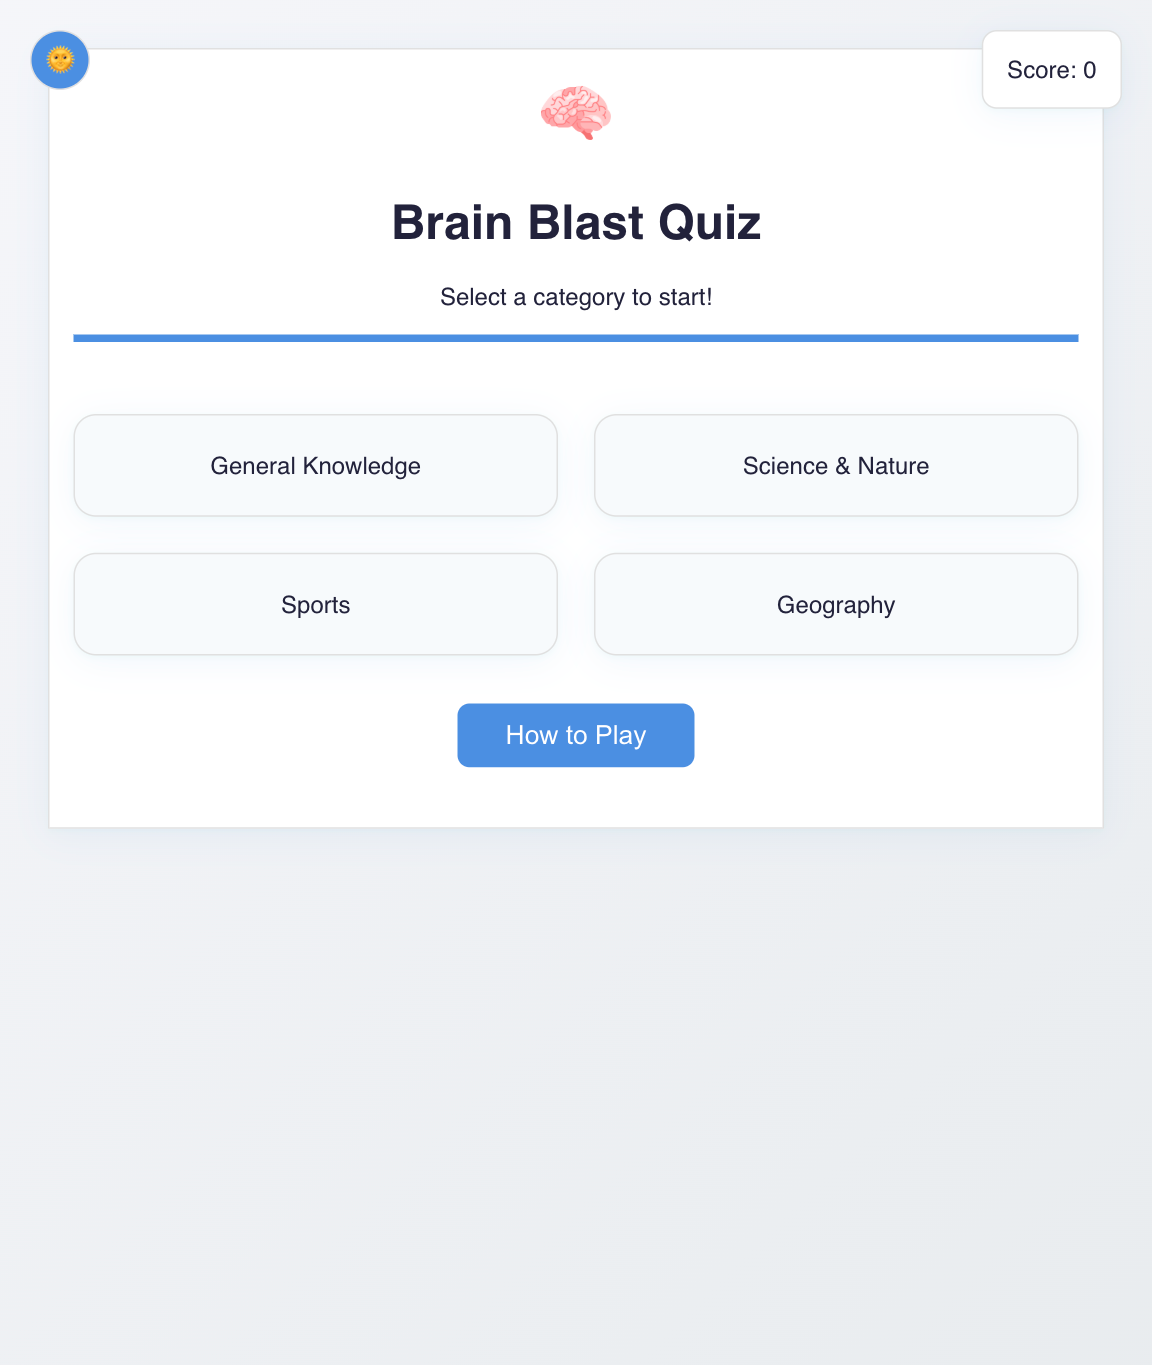 Score: 0
Brain Blast Quiz
Select a category to start!
General Knowledge
Science & Nature
Sports
Geography
How to Play